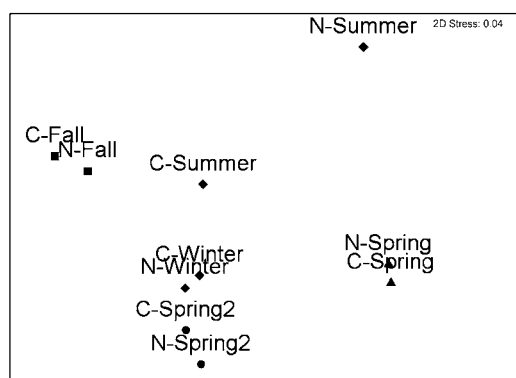 N-Summer
2D Stress: 0.04
C-Fall
N-Fall
C-Summer
C-Winter
N-Winter
N-Spring
C-Spring
C-Spring2
N-Spring2